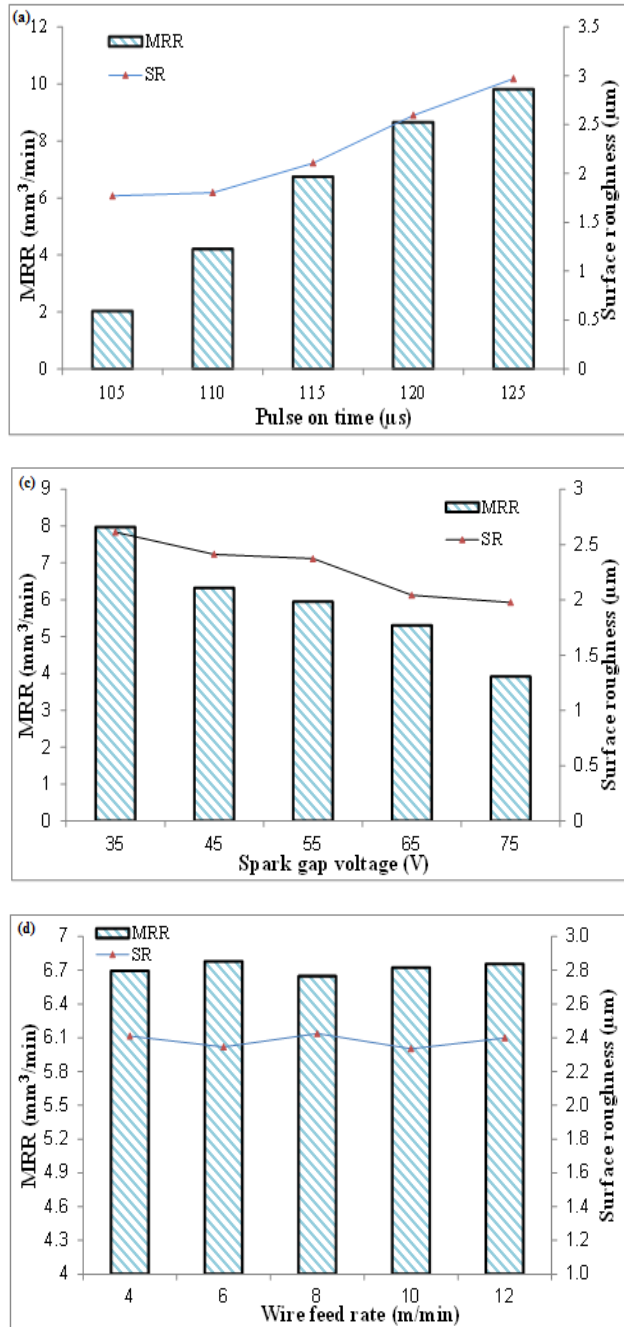 (a)
MRR
SR
12
10
8
6
4
2
0
3.5
3
2.5
2
1.5
1
0.5
0
MRR (mm³/min)
Surface roughness (µm)
105 110 115 120 125
Pulse on time (µs)
(c)
MRR
SR
9
8
7
6
5
4
3
2
1
0
3
2.5
2
1.5
1
0.5
0
MRR (mm³/min)
Surface roughness (µm)
35 45 55 65 75
Spark gap voltage (V)
(d)
MRR
SR
7
6.7
6.4
6.1
5.8
5.5
5.2
4.9
4.6
4.3
4
3.0
2.8
2.6
2.4
2.2
2.0
1.8
1.6
1.4
1.2
1.0
MRR (mm³/min)
Surface roughness (µm)
4 6 8 10 12
Wire feed rate (m/min)